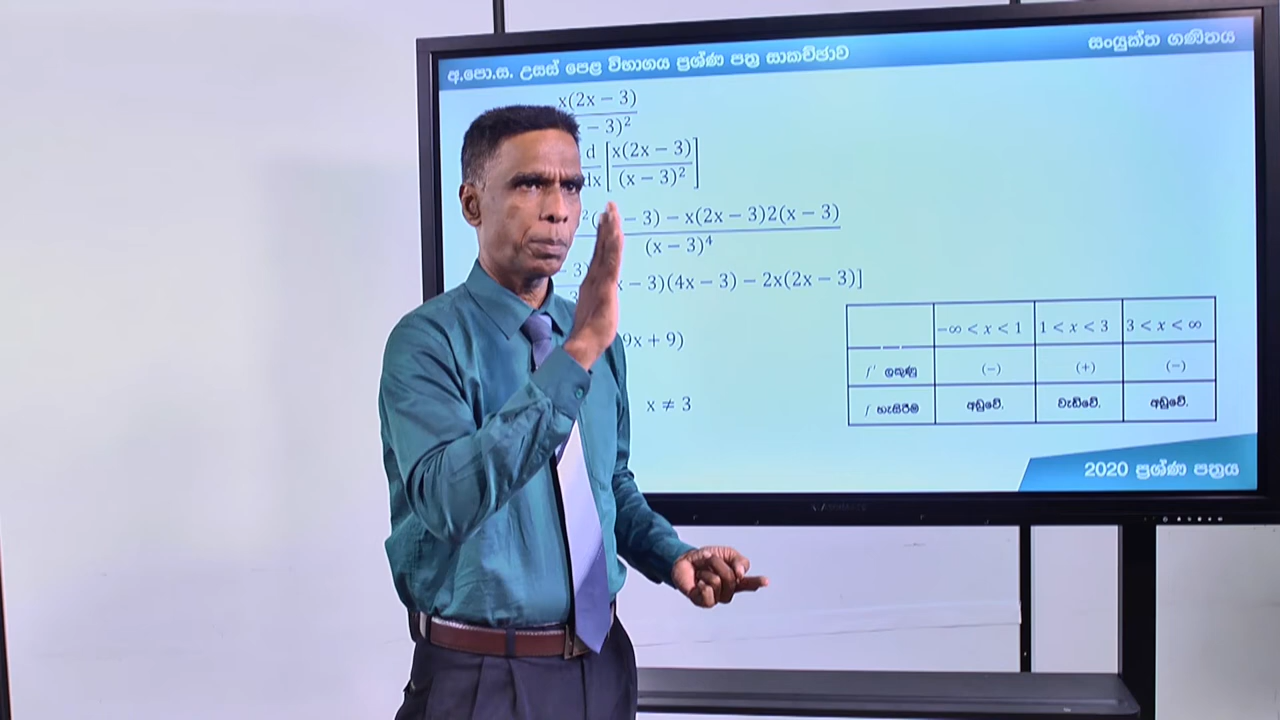 අ.පො.ස. උසස් පෙළ විභාගය ප්‍රශ්ණ පත්‍ර සාකච්ඡාව
සංයුක්ත ගණිතය
x(2x − 3)
− 3)²
d
dx
[x(2x − 3)
(x − 3)²]
²( − 3) − x(2x − 3)2(x − 3)
(x − 3)⁴
− 3) − 3)(4x − 3) − 2x(2x − 3)]
9x + 9)
x ≠ 3
−∞ < x < 1 1 < x < 3 3 < x < ∞
f' ලකුණු (−) (+) (−)
f හැසිරීම අඩුවේ. වැඩිවේ. අඩුවේ.
2020 ප්‍රශ්ණ පත්‍රය